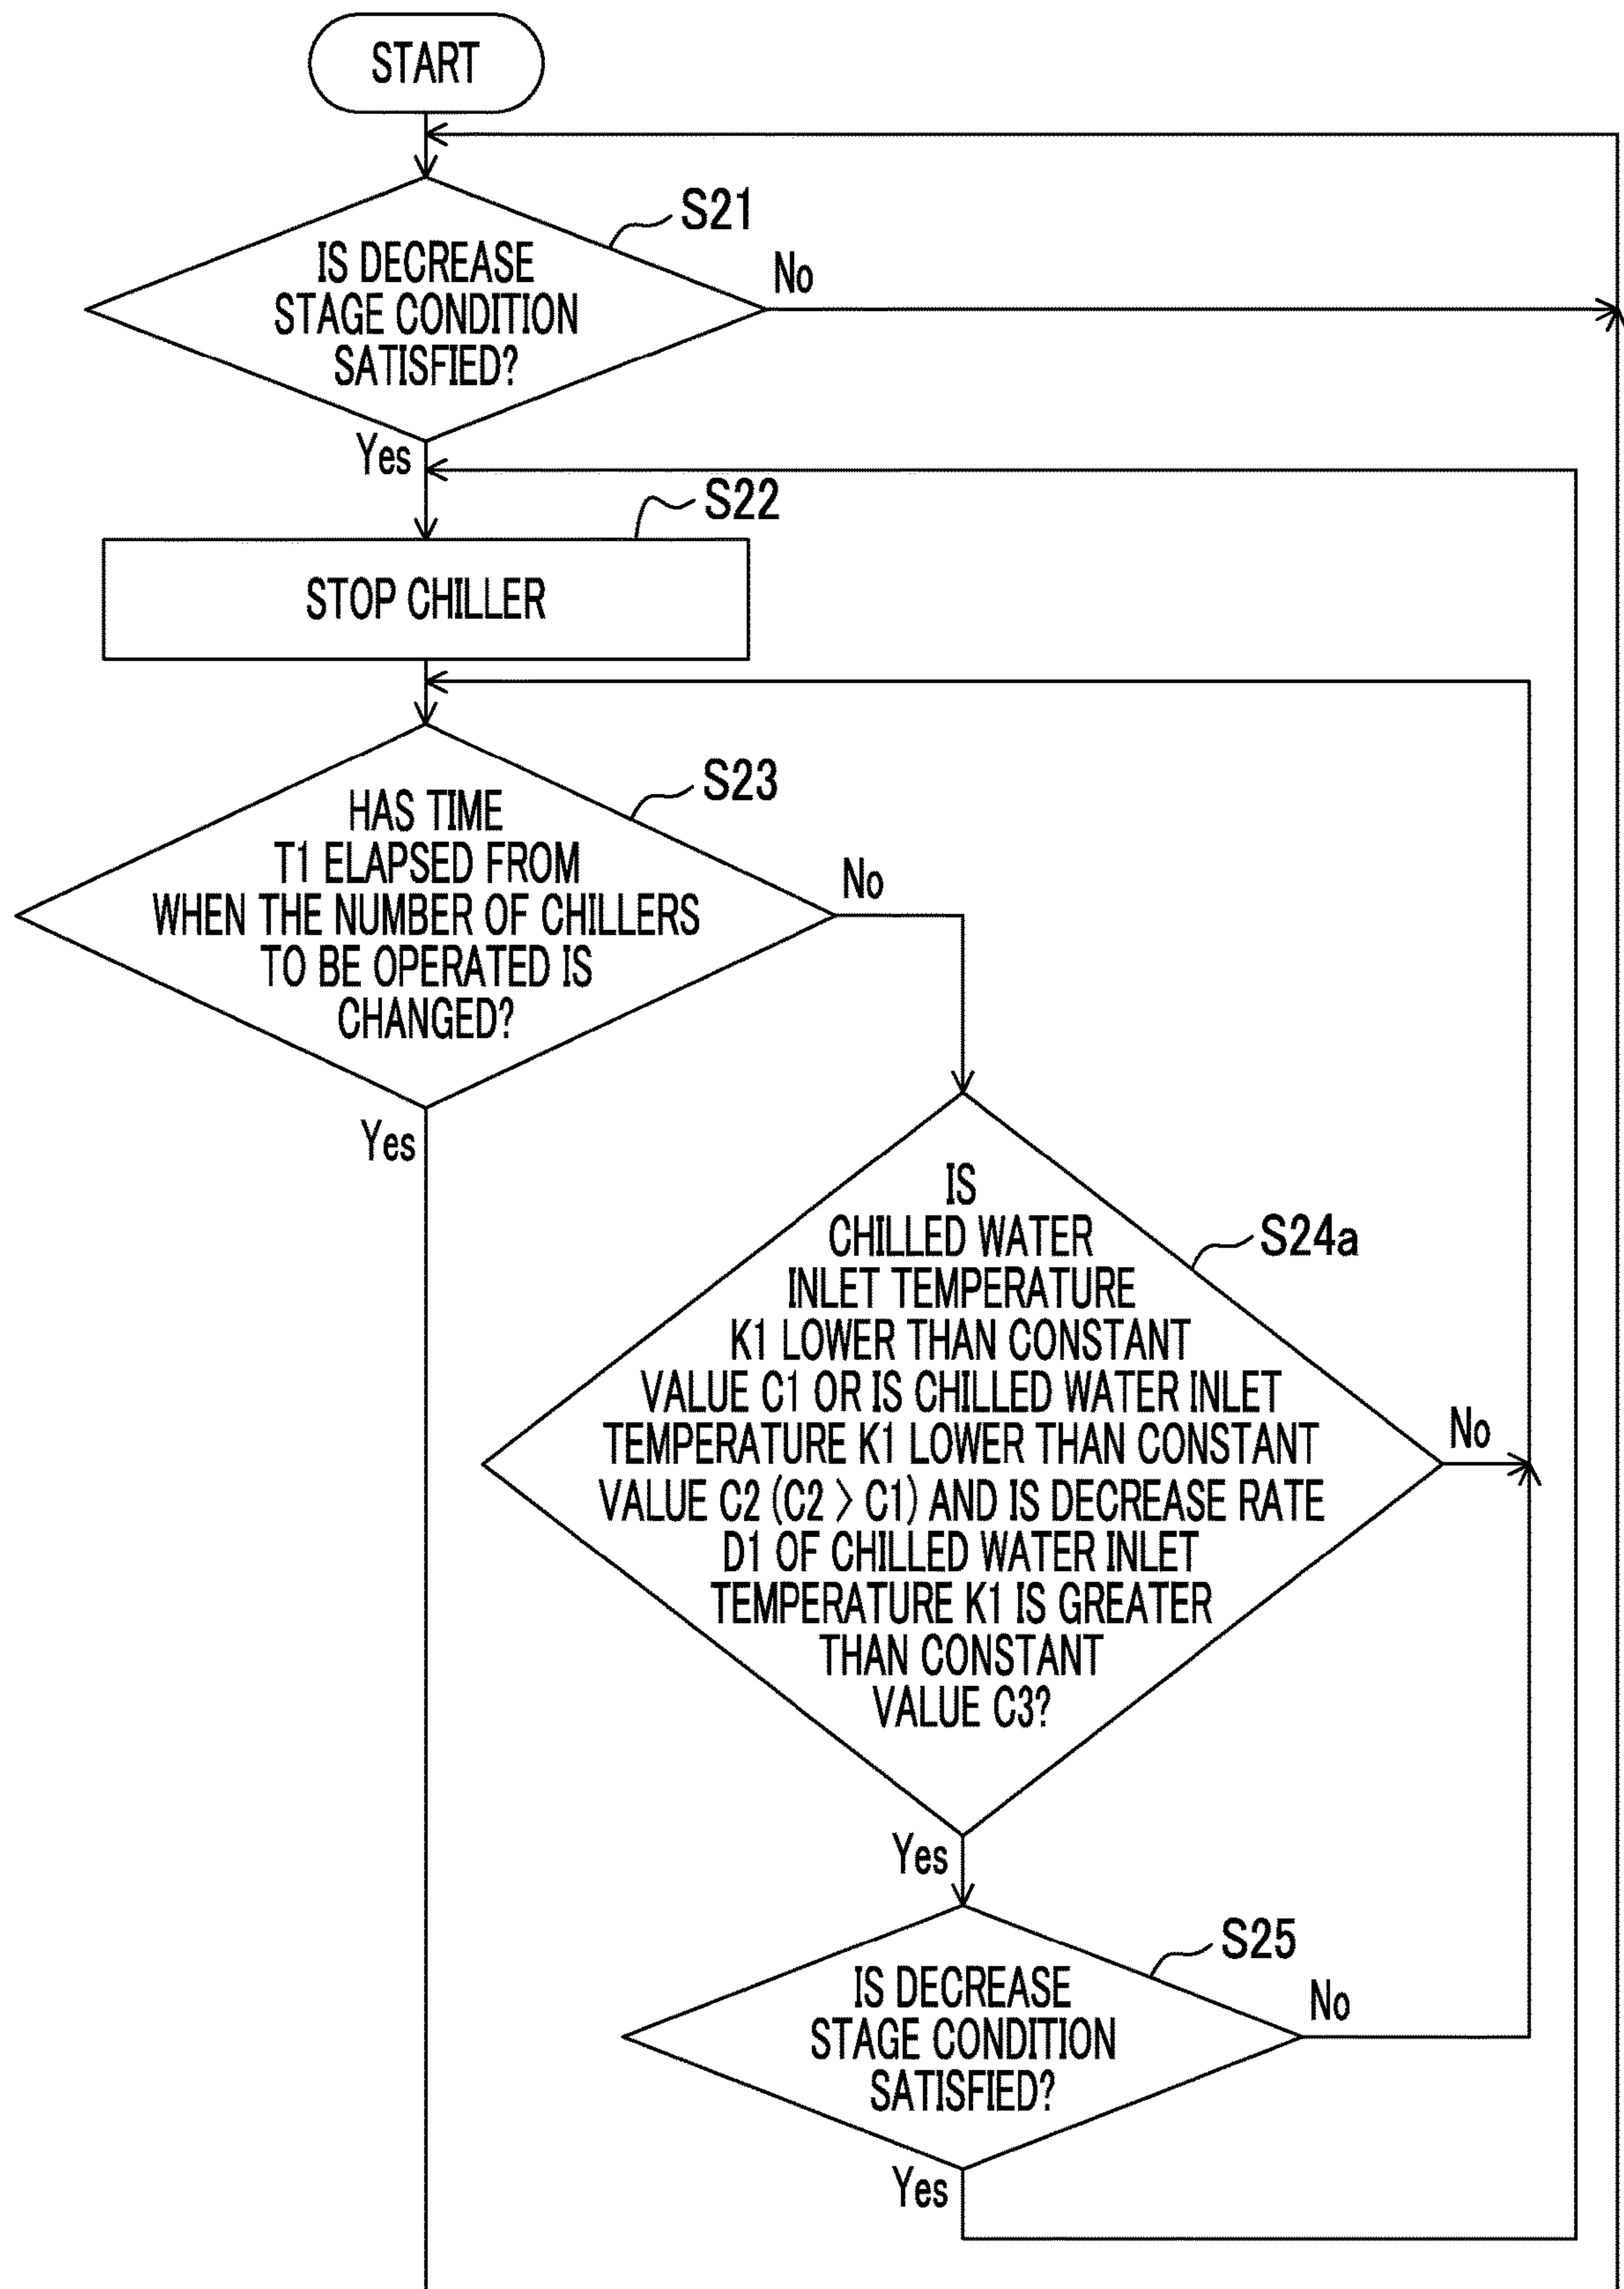 START
S21
IS DECREASE
STAGE CONDITION
SATISFIED?
No
Yes
S22
STOP CHILLER
S23
HAS TIME
T1 ELAPSED FROM
WHEN THE NUMBER OF CHILLERS
TO BE OPERATED IS
CHANGED?
No
Yes
S24a
IS
CHILLED WATER
INLET TEMPERATURE
K1 LOWER THAN CONSTANT
VALUE C1 OR IS CHILLED WATER INLET
TEMPERATURE K1 LOWER THAN CONSTANT
VALUE C2 (C2 > C1) AND IS DECREASE RATE
D1 OF CHILLED WATER INLET
TEMPERATURE K1 IS GREATER
THAN CONSTANT
VALUE C3?
No
Yes
S25
IS DECREASE
STAGE CONDITION
SATISFIED?
No
Yes